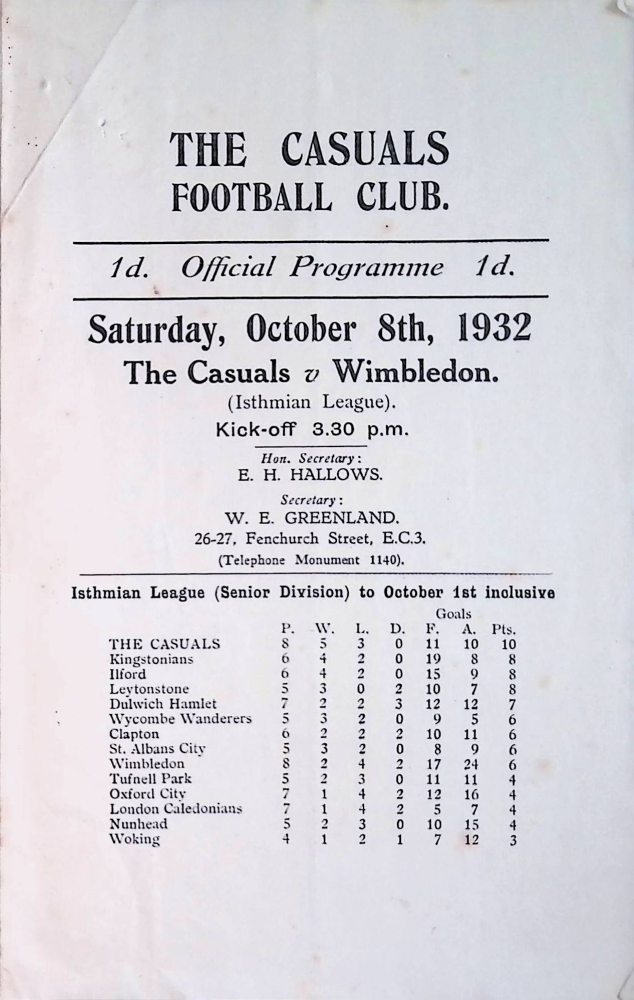 THE CASUALS
FOOTBALL CLUB.
1d. Official Programme 1d.
Saturday, October 8th, 1932
The Casuals v Wimbledon.
(Isthmian League).
Kick-off 3.30 p.m.
Hon. Secretary:
E. H. HALLOWS.
Secretary:
W. E. GREENLAND.
26-27, Fenchurch Street, E.C.3.
(Telephone Monument 1140).
Isthmian League (Senior Division) to October 1st inclusive
Goals
P. W. L. D. F. A. Pts.
THE CASUALS 8 5 3 0 11 10 10
Kingstonians 6 4 2 0 19 8 8
Ilford 6 4 2 0 15 9 8
Leytonstone 5 3 0 2 10 7 8
Dulwich Hamlet 7 2 2 3 12 12 7
Wycombe Wanderers 5 3 2 0 9 5 6
Clapton 6 2 2 2 10 11 6
St. Albans City 5 3 2 0 8 9 6
Wimbledon 8 2 4 2 17 24 6
Tufnell Park 5 2 3 0 11 11 4
Oxford City 7 1 4 2 12 16 4
London Caledonians 7 1 4 2 5 7 4
Nunhead 5 2 3 0 10 15 4
Woking 4 1 2 1 7 12 3